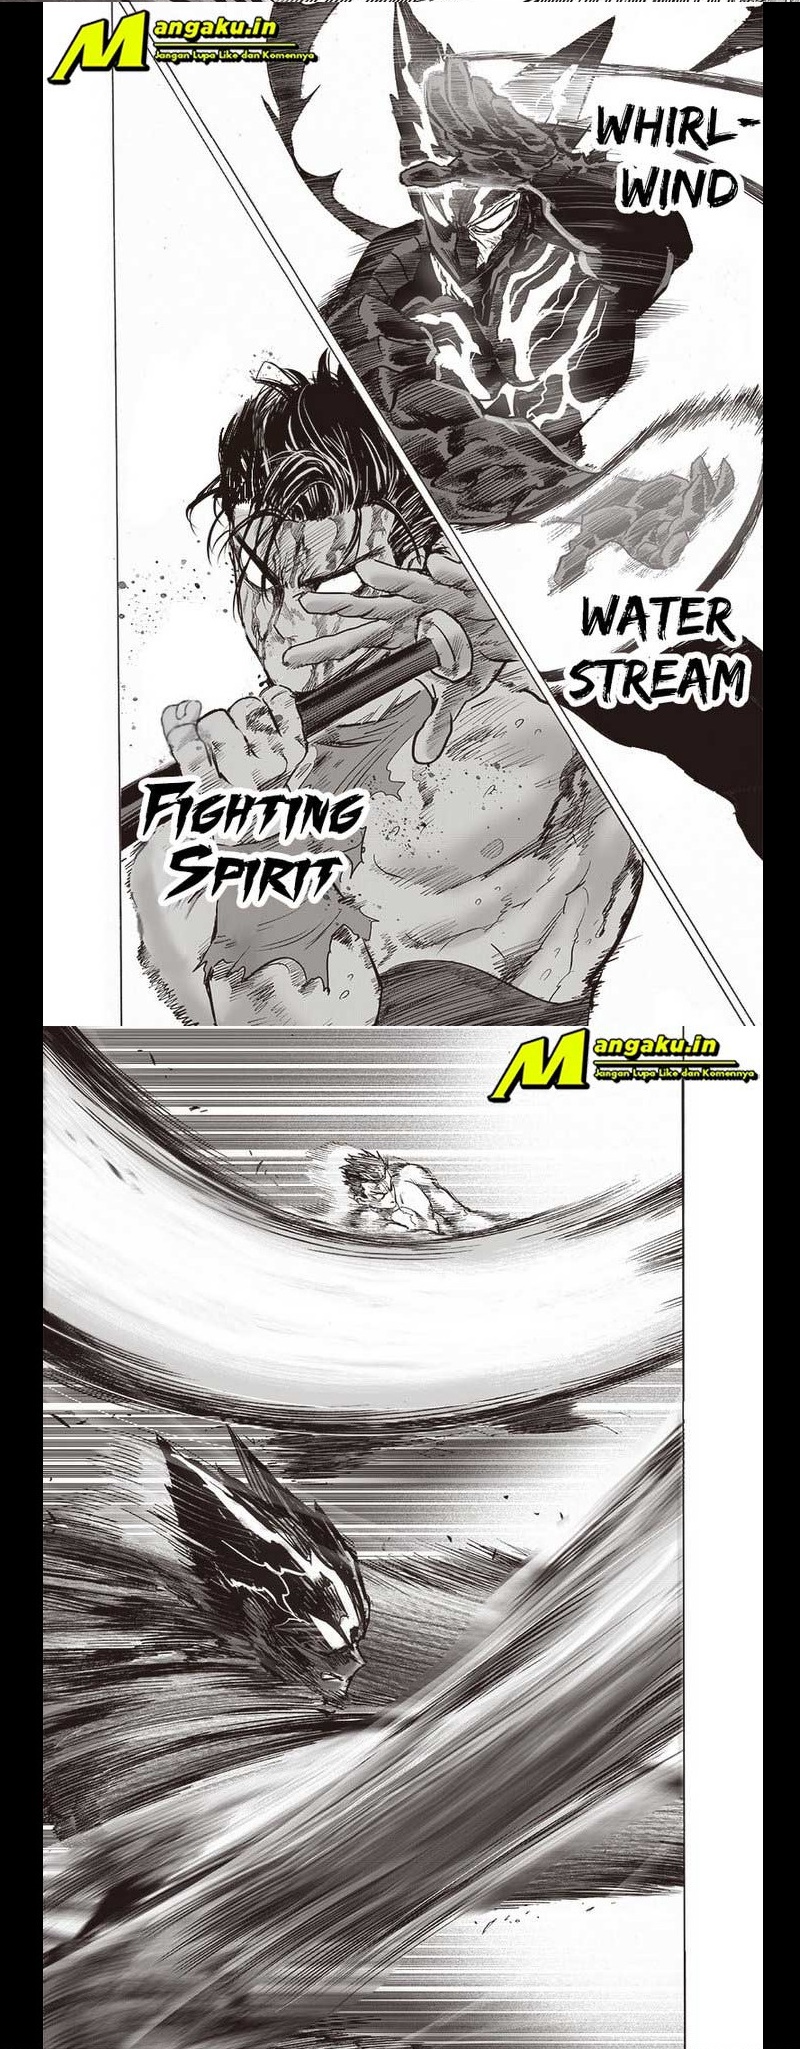 Mangaku.in
Jangan Lupa Like dan Komennya
WHIRL-
WIND
WATER
STREAM
FIGHTING
SPIRIT
Mangaku.in
Jangan Lupa Like dan Komennya